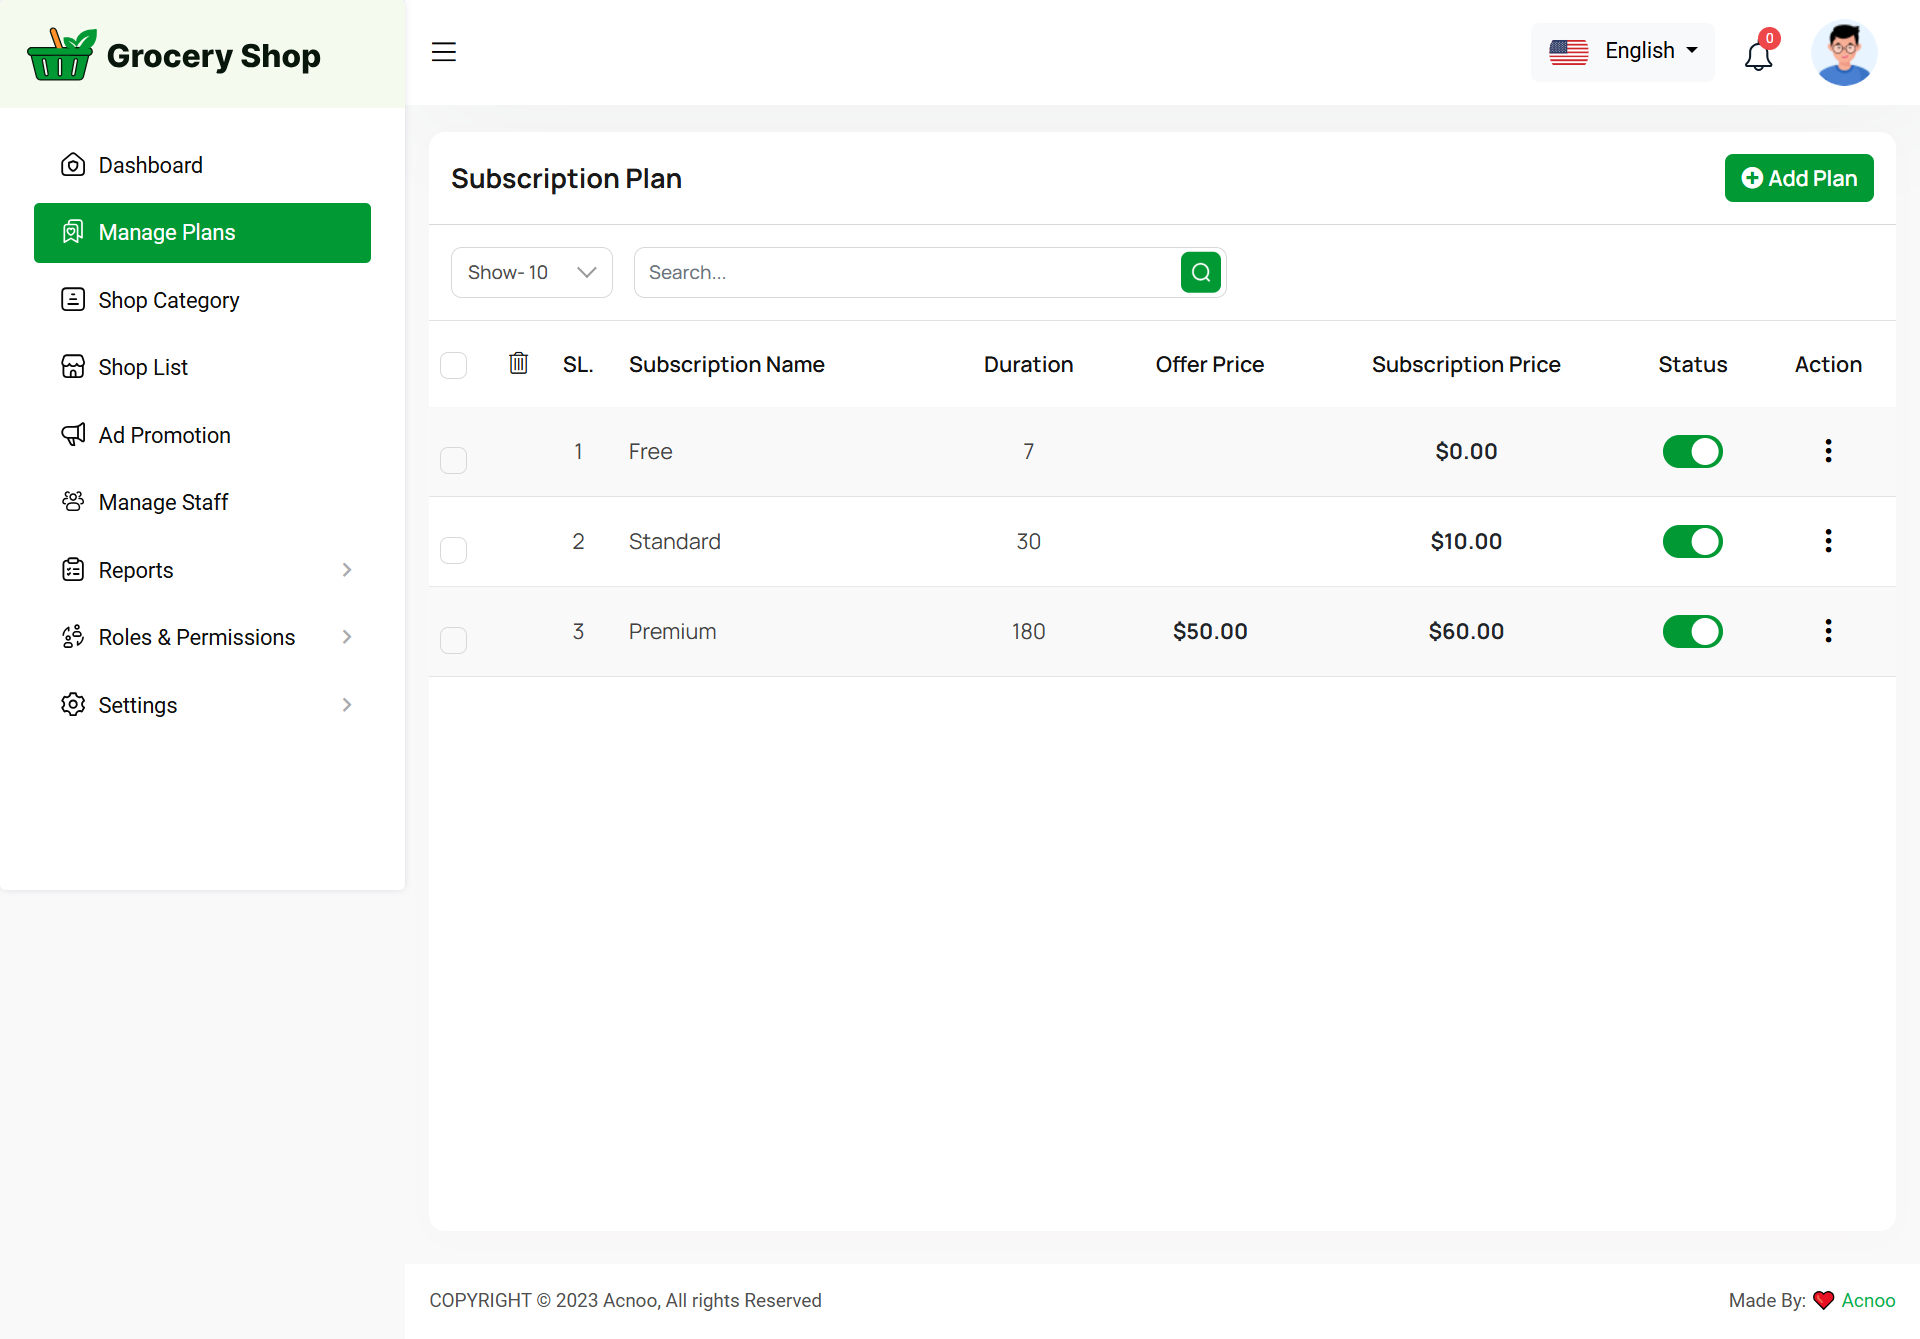 Grocery Shop
English
0
Dashboard
Manage Plans
Shop Category
Shop List
Ad Promotion
Manage Staff
Reports
Roles & Permissions
Settings
Subscription Plan
Add Plan
Show- 10
Search...
SL. Subscription Name Duration Offer Price Subscription Price Status Action
1 Free 7 $0.00
2 Standard 30 $10.00
3 Premium 180 $50.00 $60.00
COPYRIGHT © 2023 Acnoo, All rights Reserved
Made By: Acnoo